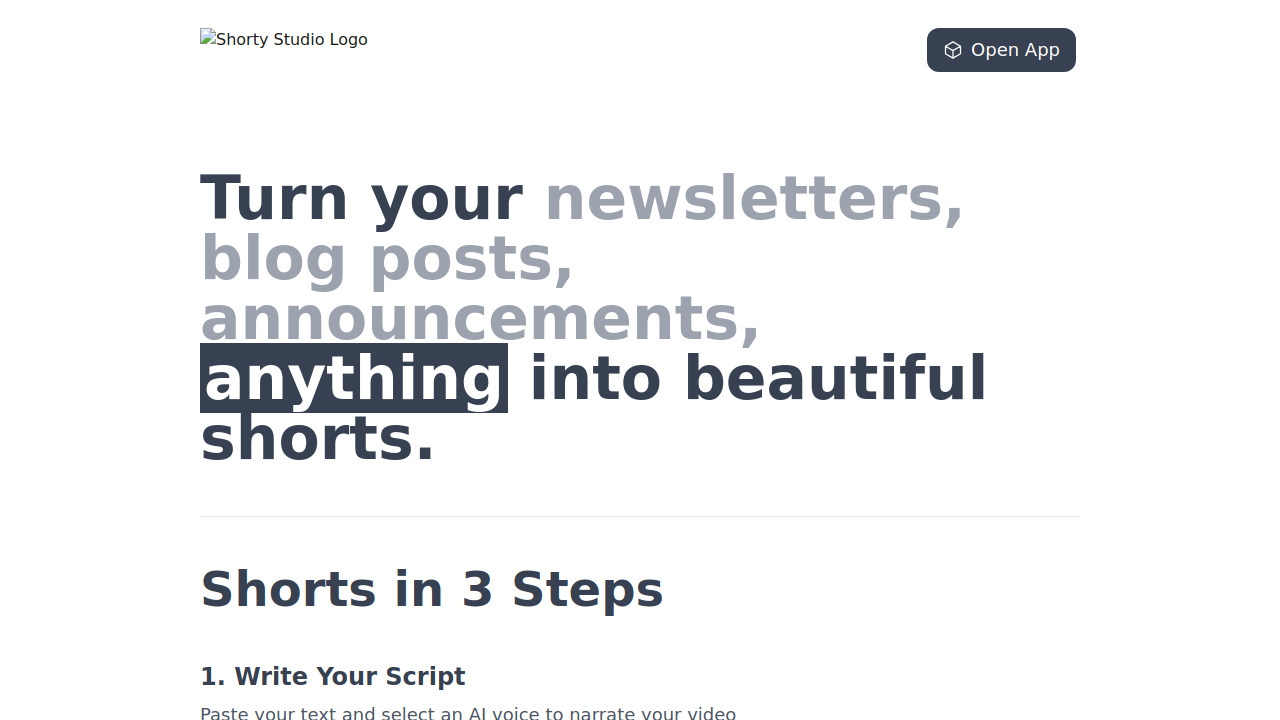 Shorty Studio Logo
Open App
Turn your newsletters,
blog posts,
announcements,
anything into beautiful
shorts.
Shorts in 3 Steps
1. Write Your Script
Paste your text and select an AI voice to narrate your video